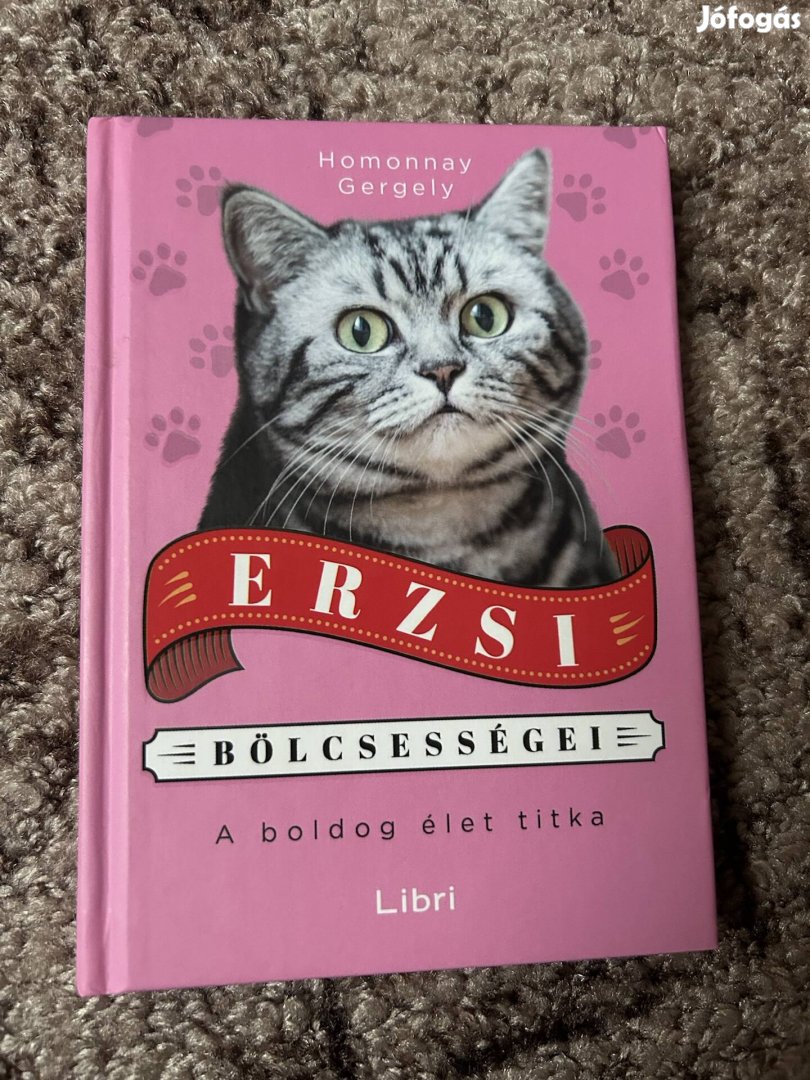 Jófogás
Homonnay
Gergely
ERZSI
BÖLCSESSÉGEI
A boldog élet titka
Libri